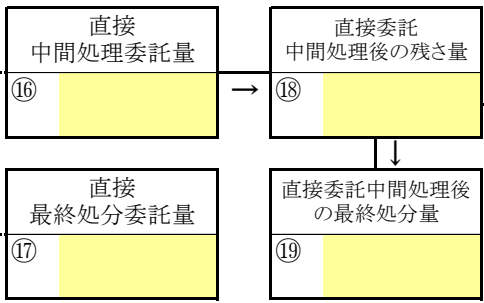 直接
中間処理委託量
⑯
→
直接委託
中間処理後の残さ量
⑱
↓
直接
最終処分委託量
⑰
直接委託中間処理後
の最終処分量
⑲